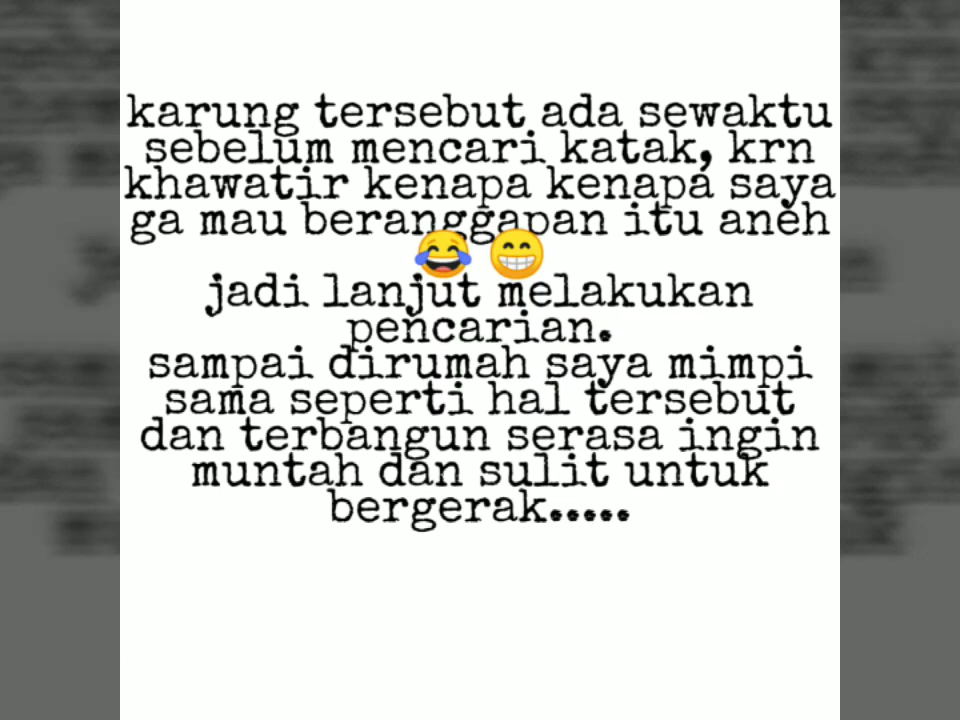 karung tersebut ada sewaktu
sebelum mencari katak, krn
khawatir kenapa kenapa saya
ga mau beranggapan itu aneh
😂 😁
jadi lanjut melakukan
pencarian.
sampai dirumah saya mimpi
sama seperti hal tersebut
dan terbangun serasa ingin
muntah dan sulit untuk
bergerak.....